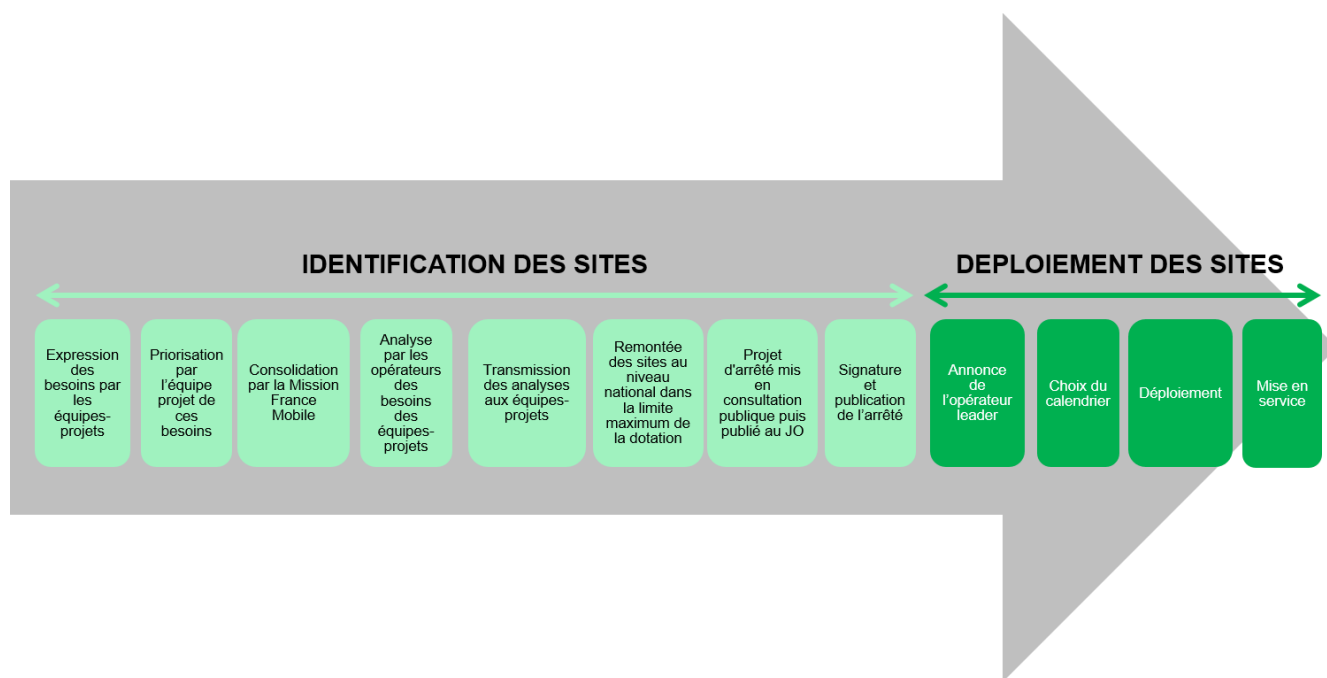 IDENTIFICATION DES SITES
DEPLOIEMENT DES SITES
Expression
des
besoins par
les
équipes-
projets
Priorisation
par
l’équipe
projet de
ces
besoins
Consolidation
par la Mission
France
Mobile
Analyse
par les
opérateurs
des
besoins
des
équipes-
projets
Transmission
des analyses
aux équipes-
projets
Remontée
des sites au
niveau
national dans
la limite
maximum de
la dotation
Projet
d'arrêté mis
en
consultation
publique puis
publié au JO
Signature
et
publication
de l’arrêté
Annonce
de
l’opérateur
leader
Choix du
calendrier
Déploiement
Mise en
service